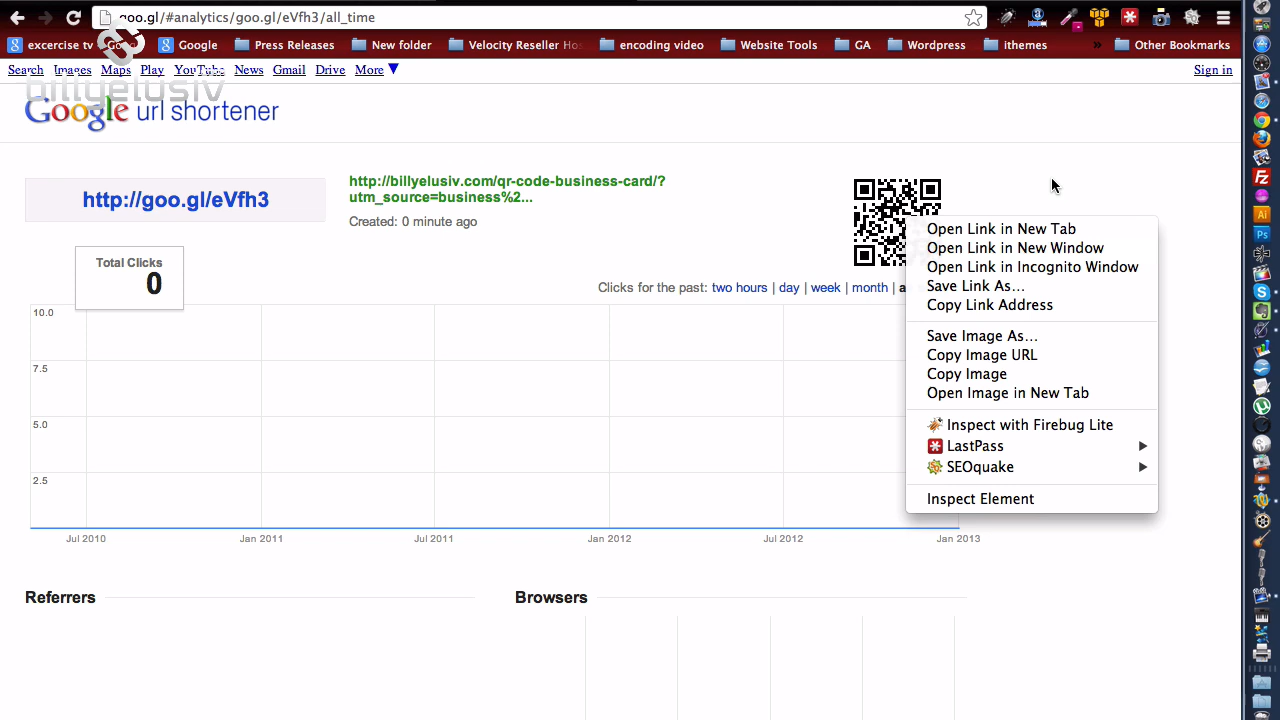 goo.gl/#analytics/goo.gl/eVfh3/all_time
excercise tv Goog Google Press Releases New folder Velocity Reseller Hos encoding video Website Tools GA Wordpress ithemes » Other Bookmarks
Search Images Maps Play YouTube News Gmail Drive More Sign in
billyelusiv
Google url shortener
http://goo.gl/eVfh3
http://billyelusiv.com/qr-code-business-card/?
utm_source=business%2...
Created: 0 minute ago
Total Clicks
0
Clicks for the past: two hours | day | week | month |
10.0
7.5
5.0
2.5
Jul 2010 Jan 2011 Jul 2011 Jan 2012 Jul 2012 Jan 2013
Open Link in New Tab
Open Link in New Window
Open Link in Incognito Window
Save Link As...
Copy Link Address
Save Image As...
Copy Image URL
Copy Image
Open Image in New Tab
Inspect with Firebug Lite
LastPass
SEOquake
Inspect Element
Referrers
Browsers
Fz
Ai
Ps